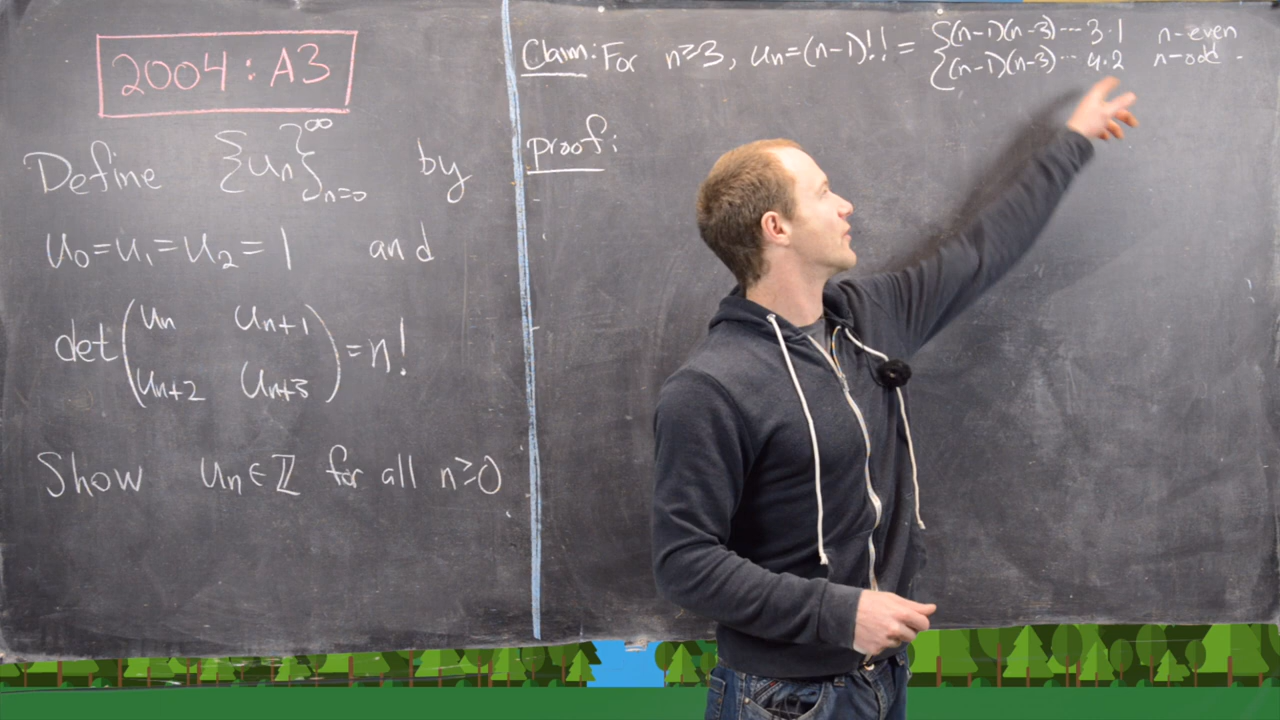 2004: A3
Define {uₙ}ₙ₌₀^∞ by
u₀=u₁=u₂=1 and
det(uₙ uₙ₊₁
uₙ₊₂ uₙ₊₃)=n!
Show uₙ∈ℤ for all n≥0
Claim: For n≥3, uₙ=(n-1)!!= {(n-1)(n-3)···3·1 n-even
{(n-1)(n-3)···4·2 n-odd.
proof: